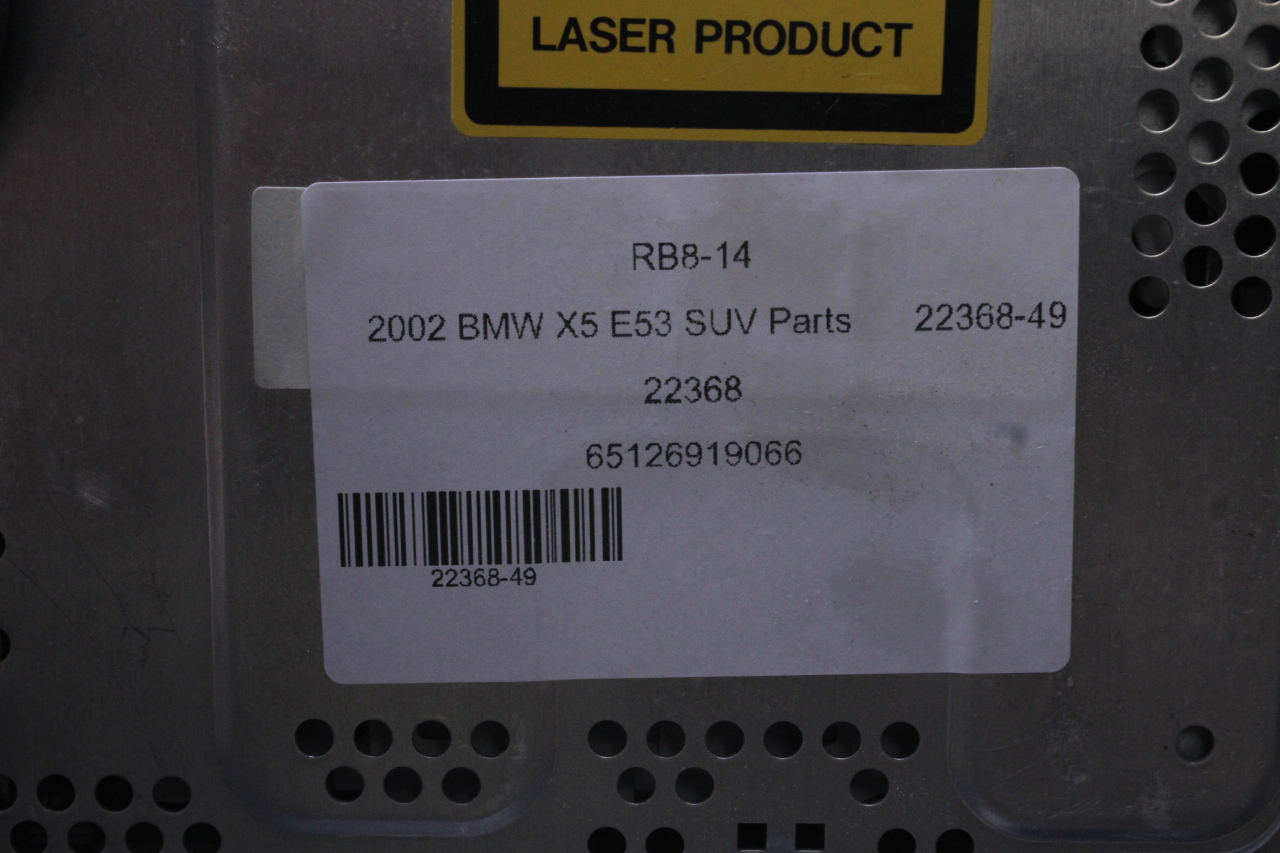 LASER PRODUCT
RB8-14
2002 BMW X5 E53 SUV Parts 22368-49
22368
65126919066
22368-49